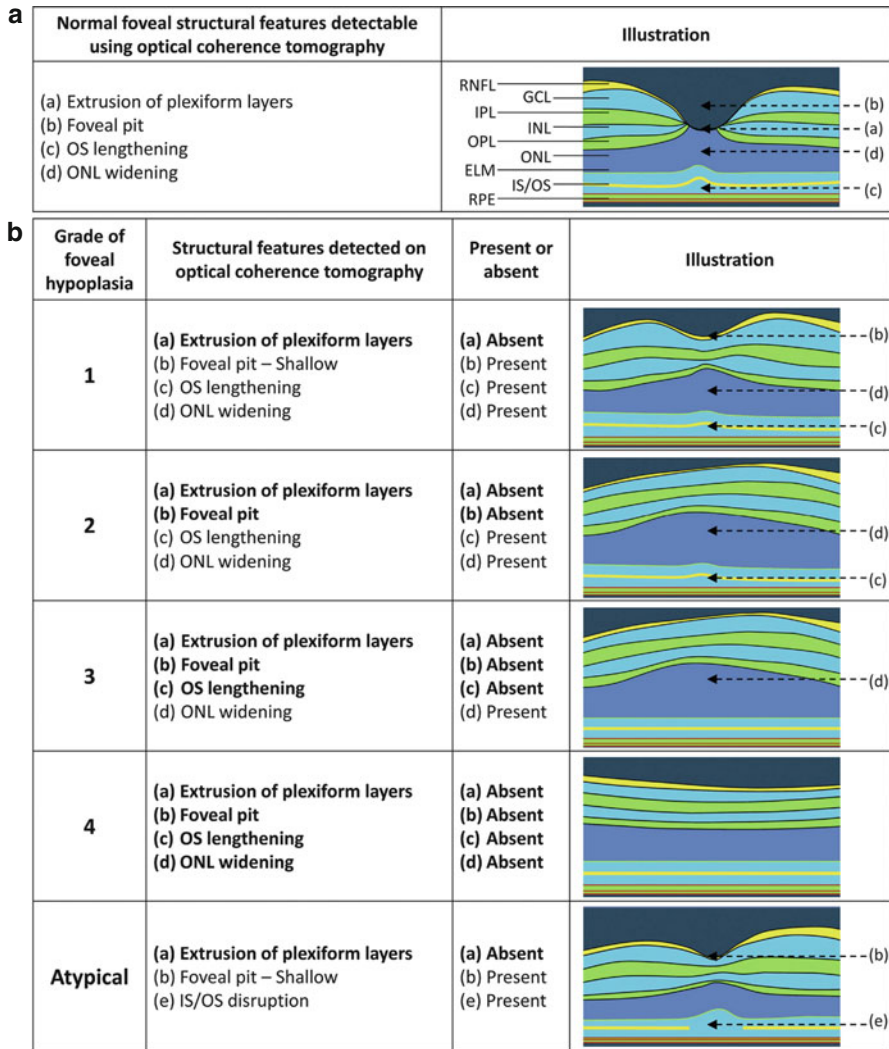 a
Normal foveal structural features detectable
using optical coherence tomography
Illustration
(a) Extrusion of plexiform layers
(b) Foveal pit
(c) OS lengthening
(d) ONL widening
RNFL
GCL
IPL
INL
OPL
ONL
ELM
IS/OS
RPE
(b)
(a)
(d)
(c)
b
Grade of
foveal
hypoplasia
Structural features detected on
optical coherence tomography
Present or
absent
Illustration
1
(a) Extrusion of plexiform layers
(b) Foveal pit – Shallow
(c) OS lengthening
(d) ONL widening
(a) Absent
(b) Present
(c) Present
(d) Present
(b)
(d)
(c)
2
(a) Extrusion of plexiform layers
(b) Foveal pit
(c) OS lengthening
(d) ONL widening
(a) Absent
(b) Absent
(c) Present
(d) Present
(d)
(c)
3
(a) Extrusion of plexiform layers
(b) Foveal pit
(c) OS lengthening
(d) ONL widening
(a) Absent
(b) Absent
(c) Absent
(d) Present
(d)
4
(a) Extrusion of plexiform layers
(b) Foveal pit
(c) OS lengthening
(d) ONL widening
(a) Absent
(b) Absent
(c) Absent
(d) Absent
Atypical
(a) Extrusion of plexiform layers
(b) Foveal pit – Shallow
(e) IS/OS disruption
(a) Absent
(b) Present
(e) Present
(b)
(e)